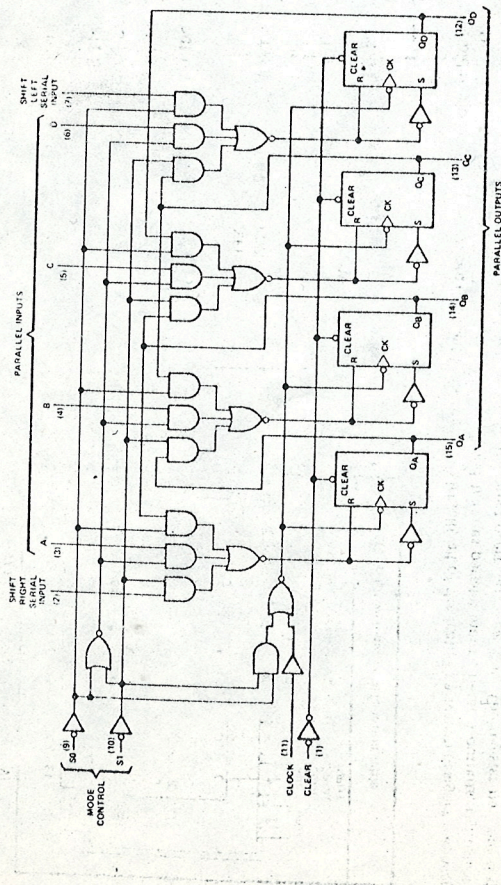 PARALLEL INPUTS
SHIFT
RIGHT
SERIAL
INPUT
(2)
A
(3)
B
(4)
C
(5)
D
(6)
SHIFT
LEFT
SERIAL
INPUT
(7)
MODE
CONTROL
S0
(9)
S1
(10)
CLOCK
(11)
CLEAR
(1)
R
CLEAR
CK
S
QA
R
CLEAR
CK
S
QB
R
CLEAR
CK
S
QC
R
CLEAR
CK
S
QD
(15)
QA
(14)
QB
(13)
QC
(12)
QD
PARALLEL OUTPUTS